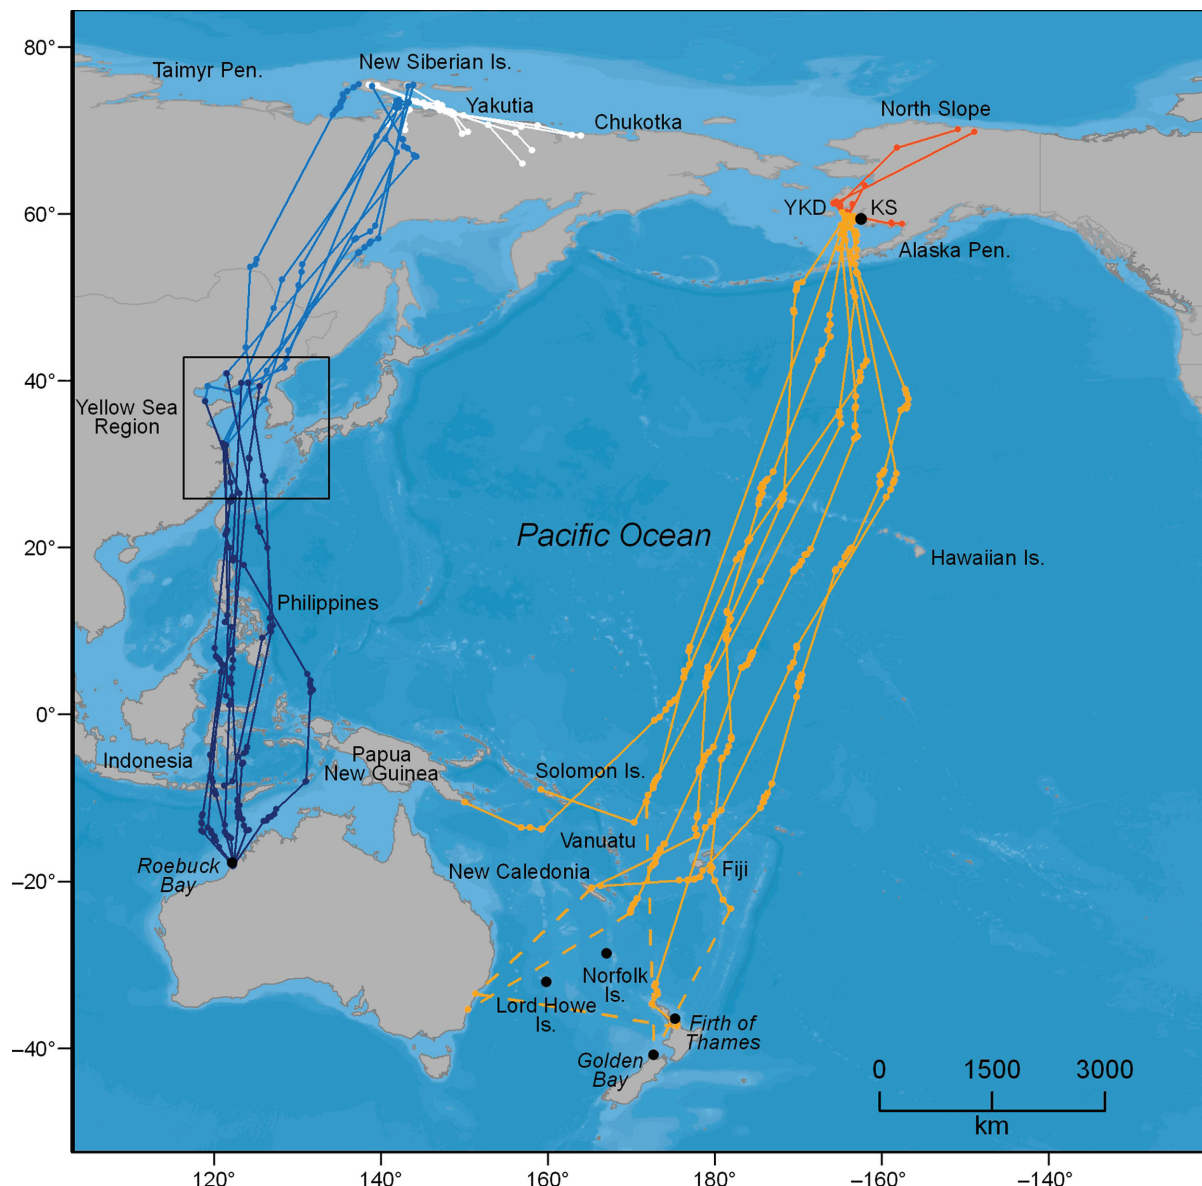 80°
New Siberian Is.
Taimyr Pen.
Yakutia
North Slope
Chukotka
60°
YKD
KS
Alaska Pen.
40°
Yellow Sea
Region
Pacific Ocean
20°
Hawaiian Is.
Philippines
0°
Indonesia
Papua
New Guinea
Solomon Is.
Vanuatu
Roebuck
Bay
New Caledonia
Fiji
–20°
Norfolk
Is.
Lord Howe
Is.
Firth of
Thames
–40°
Golden
Bay
0 1500 3000
km
120° 140° 160° 180° –160° –140°